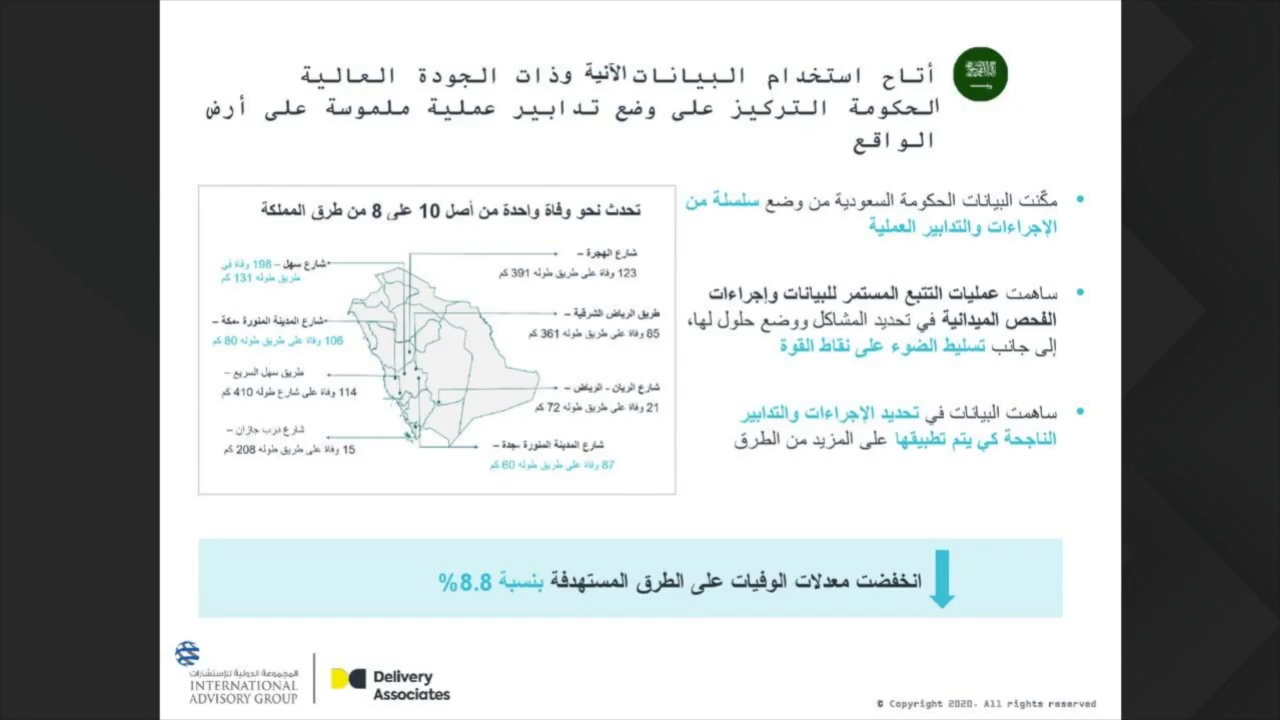 أتاح استخدام البيانات الآنية وذات الجودة العالية
الحكومة التركيز على وضع تدابير عملية ملموسة على أرض
الواقع
مكّنت البيانات الحكومة السعودية من وضع سلسلة من
الإجراءات والتدابير العملية
ساهمت عمليات التتبع المستمر للبيانات وإجراءات
الفحص الميدانية في تحديد المشاكل ووضع حلول لها،
إلى جانب تسليط الضوء على نقاط القوة
ساهمت البيانات في تحديد الإجراءات والتدابير
الناجحة كي يتم تطبيقها على المزيد من الطرق
تحدث نحو وفاة واحدة من أصل 10 على 8 من طرق المملكة
شارع الهجرة –
123 وفاة على طريق طوله 391 كم
طريق الرياض الشرقية –
85 وفاة على طريق طوله 361 كم
شارع الريان - الرياض –
21 وفاة على طريق طوله 72 كم
شارع المدينة المنورة -جدة –
87 وفاة على طريق طوله 60 كم
شارع سهل – 198 وفاة في
طريق طوله 131 كم
شارع المدينة المنورة -مكة –
106 وفاة على طريق طوله 80 كم
طريق سهل السريع –
114 وفاة على شارع طوله 410 كم
شارع درب جازان –
15 وفاة على طريق طوله 208 كم
انخفضت معدلات الوفيات على الطرق المستهدفة بنسبة 8.8%
المجموعة الدولية للإستشارات
INTERNATIONAL
ADVISORY GROUP
Delivery
Associates
© Copyright 2020. All rights reserved